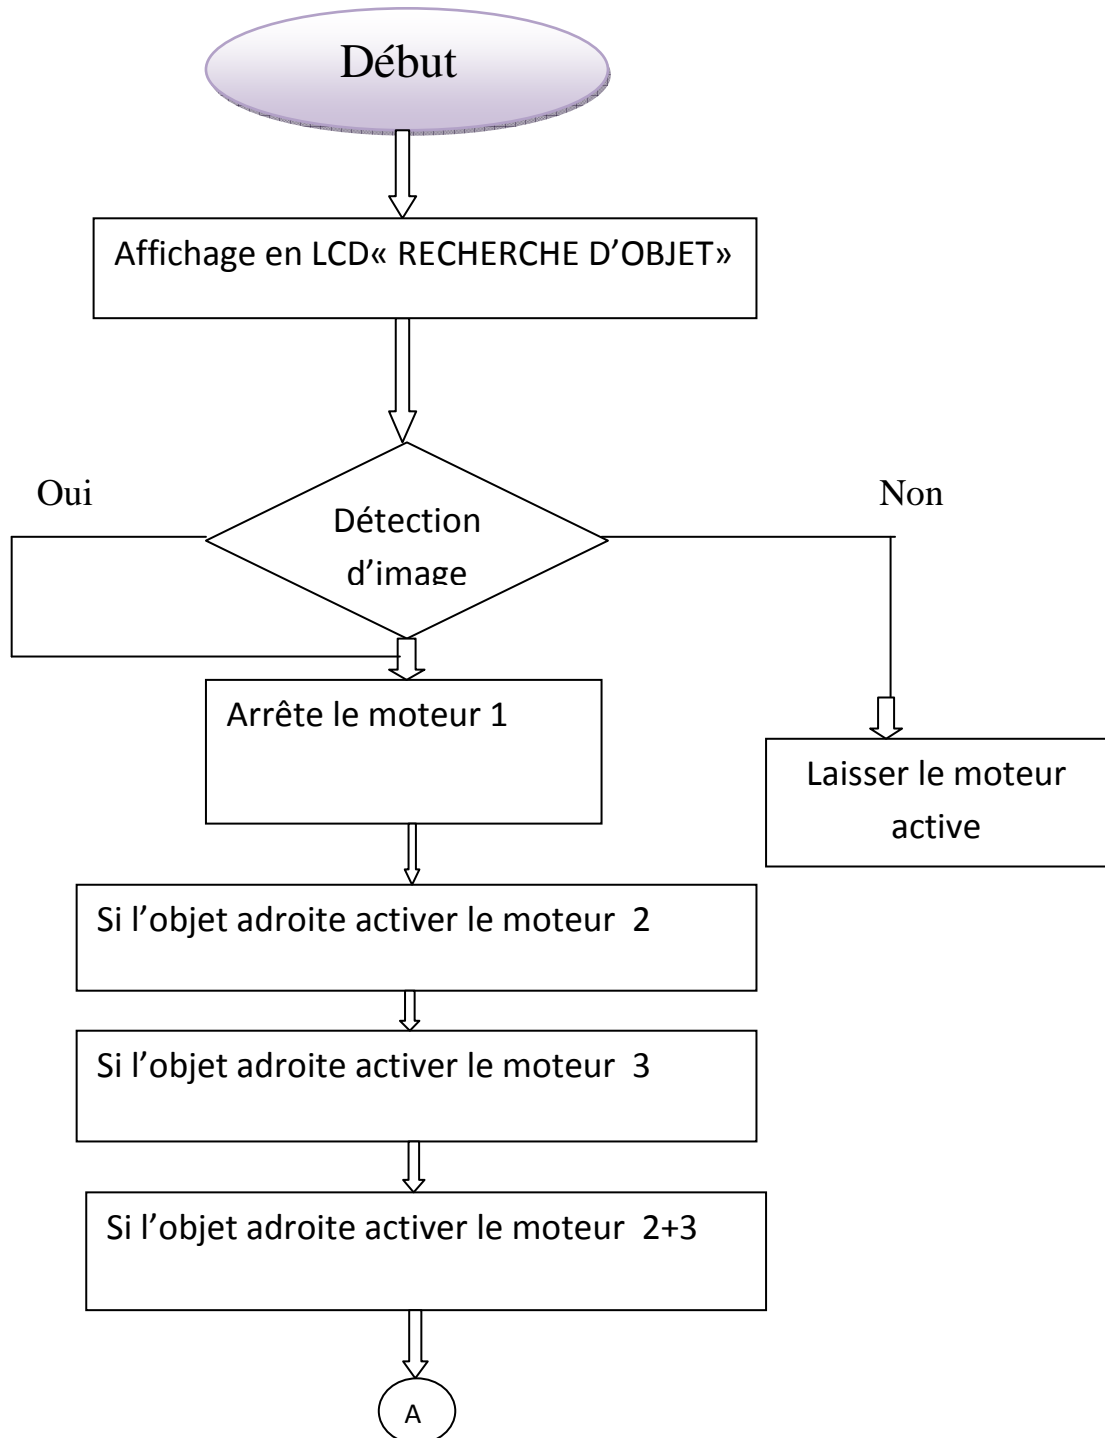 Début
Affichage en LCD« RECHERCHE D'OBJET»
Oui
Non
Détection
d'image
Arrête le moteur 1
Laisser le moteur
active
Si l'objet adroite activer le moteur  2
Si l'objet adroite activer le moteur  3
Si l'objet adroite activer le moteur  2+3
A